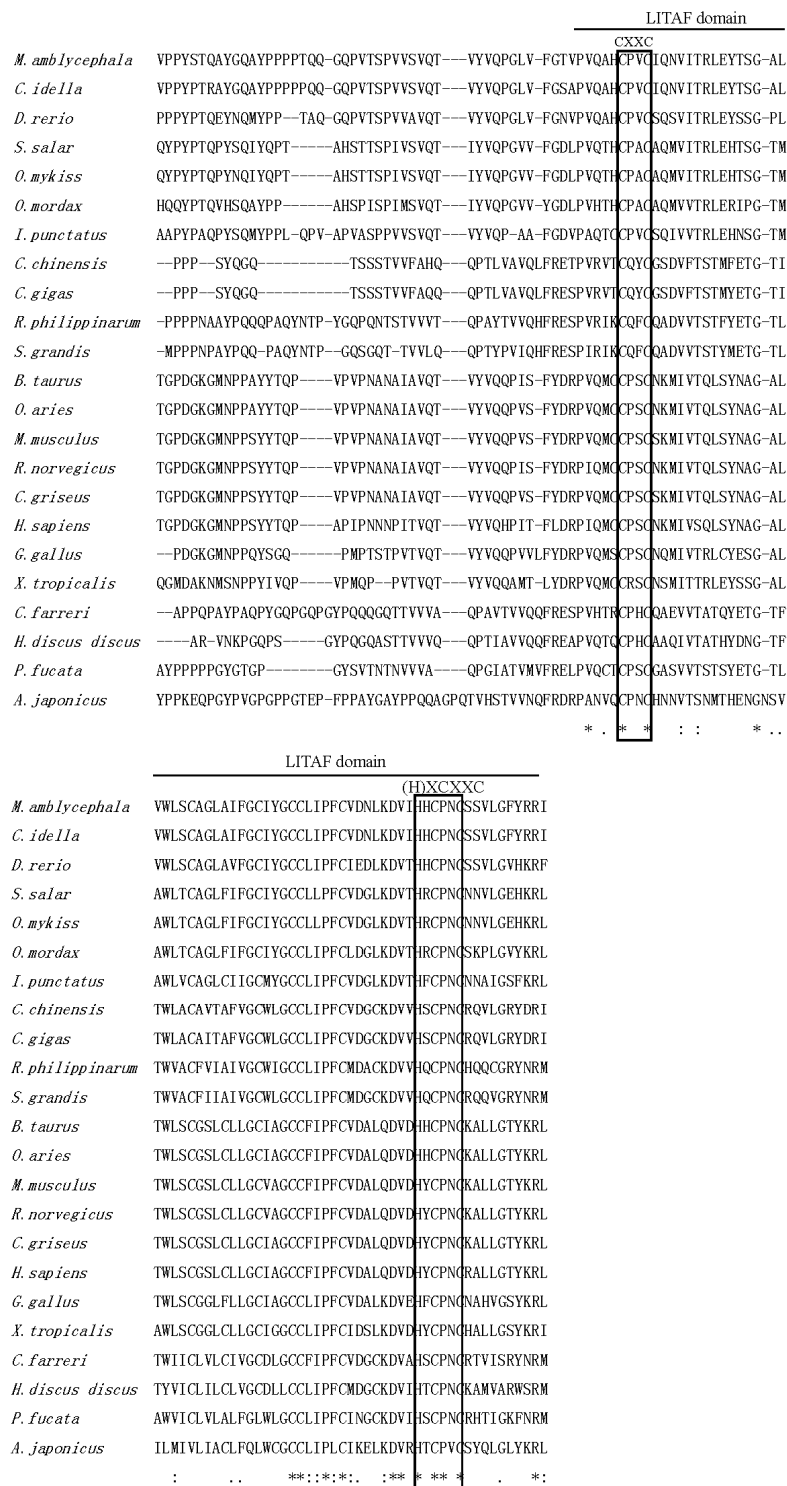 LITAF domain
CXXC
M.amblycephala VPPYSTQAYGQAYPPPPTQQ-GQPVTSPVVSVQT---VYVQPGLV-FGTVPVQAHCPVCIQNVITRLEYTSG-AL
C.idella VPPYPTRAYGQAYPPPPPQQ-GQPVTSPVVSVQT---VYVQPGLV-FGSAPVQAHCPVCIQNVITRLEYTSG-AL
D.rerio PPPYPTQEYNQMYPP--TAQ-GQPVTSPVVAVQT---VYVQPGLV-FGNVPVQAHCPVCSQSVITRLEYSSG-PL
S.salar QYPYPTQPYSQIYQPT-----AHSTTSPIVSVQT---IYVQPGVV-FGDLPVQTHCPACAQMVITRLEHTSG-TM
O.mykiss QYPYPTQPYNQIYQPT-----AHSTTSPIVSVQT---IYVQPGVV-FGDLPVQTHCPACAQMVITRLEHTSG-TM
O.mordax HQQYPTQVHSQAYPP------AHSPISPIMSVQT---IYVQPGVV-YGDLPVHTHCPACAQMVVTRLERIPG-TM
I.punctatus AAPYPAQPYSQMYPPL-QPV-APVASPPVVSVQT---VYVQP-AA-FGDVPAQTCCPVCSQIVVTRLEHNSG-TM
C.chinensis --PPP-SYQGQ----------TSSSTVVFAHQ---QPTLVAVQLFRETPVRVTCQYCGSDVFTSTMFETG-TI
C.gigas --PPP-SYQGQ----------TSSSTVVFAQQ---QPTLVAVQLFRESPVRVTCQYCGSDVFTSTMYETG-TI
R.philippinarum -PPPPNAAYPQQQPAQYNTP-YGQPQNTSTVVVT---QPAYTVVQHFRESPVRIKCQFCQADVVTSTFYETG-TL
S.grandis -MPPPNPAYPQQ-PAQYNTP--GQSGQT-TVVLQ---QPTYPVIQHFRESPIRIKCQFCQADVVTSTYMETG-TL
B.taurus TGPDGKGMNPPAYYTQP----VPVPNANAIAVQT---VYVQQPIS-FYDRPVQMCCPSCNKMIVTQLSYNAG-AL
O.aries TGPDGKGMNPPAYYTQP----VPVPNANAIAVQT---VYVQQPVS-FYDRPVQMCCPSCNKMIVTQLSYNAG-AL
M.musculus TGPDGKGMNPPSYYTQP----VPVPNANAIAVQT---VYVQQPVS-FYDRPVQMCCPSCSKMIVTQLSYNAG-AL
R.norvegicus TGPDGKGMNPPSYYTQP----VPVPNANAIAVQT---VYVQQPIS-FYDRPIQMCCPSCNKMIVTQLSYNAG-AL
C.griseus TGPDGKGMNPPSYYTQP----VPVPNANAIAVQT---VYVQQPVS-FYDRPVQMCCPSCSKMIVTQLSYNAG-AL
H.sapiens TGPDGKGMNPPSYYTQP----APIPNNNPITVQT---VYVQHPIT-FLDRPIQMCCPSCNKMIVSQLSYNAG-AL
G.gallus --PDGKGMNPPQYSGQ-----PMPTSTPVTVQT---VYVQQPVVLFYDRPVQMSCPSCNQMIVTRLCYESG-AL
X.tropicalis QGMDAKNMSNPPYIVQP----VPMQP--PVTVQT---VYVQQAMT-LYDRPVQMCCRSCNSMITTRLEYSSG-AL
C.farreri --APPQPAYPAQPYGQPGQPGYPQQQGQTTVVVA---QPAVTVVQQFRESPVHTRCPHCQAEVVTATQYETG-TF
H.discus discus ----AR-VNKPGQPS------GYPQGQASTTVVVQ---QPTIAVVQQFREAPVQTQCPHCAAQIVTATHYDNG-TF
P.fucata AYPPPPPGYGTGP--------GYSVTNTNVVVA---QPGIATVMVFRELPVQCTCPSCGASVVTSTSYETG-TL
A.japonicus YPPKEQPGYPVGPGPPGTEP-FPPAYGAYPPQQAGPQTVHSTVVNQFRDRPANVQCPNCHNNVTSNMTHENGNSV
* . * * : : * ..
LITAF domain
(H)XCXXC
M.amblycephala VWLSCAGLAIFGCIYGCCLIPFCVDNLKDVIHHCPNCSSVLGFYRRI
C.idella VWLSCAGLAIFGCIYGCCLIPFCVDNLKDVIHHCPNCSSVLGFYRRI
D.rerio VWLSCAGLAVFGCIYGCCLIPFCIEDLKDVTHHCPNCSSVLGVHKRF
S.salar AWLTCAGLFIFGCIYGCCLLPFCVDGLKDVTHRCPNCNNVLGEHKRL
O.mykiss AWLTCAGLFIFGCIYGCCLLPFCVDGLKDVTHRCPNCNNVLGEHKRL
O.mordax AWLTCAGLFIFGCIYGCCLIPFCLDGLKDVTHRCPNCSKPLGVYKRL
I.punctatus AWLVCAGLCIIGCMYGCCLIPFCVDGLKDVTHFCPNCNNAIGSFKRL
C.chinensis TWLACAVTAFVGCWLGCCLIPFCVDGCKDVVHSCPNCRQVLGRYDRI
C.gigas TWLACAITAFVGCWLGCCLIPFCVDGCKDVVHSCPNCRQVLGRYDRI
R.philippinarum TWVACFVIAIVGCWIGCCLIPFCMDACKDVVHQCPNCHQQCGRYNRM
S.grandis TWVACFIIAIVGCWLGCCLIPFCMDGCKDVVHQCPNCRQQVGRYNRM
B.taurus TWLSCGSLCLLGCIAGCCFIPFCVDALQDVDHHCPNCKALLGTYKRL
O.aries TWLSCGSLCLLGCIAGCCFIPFCVDALQDVDHHCPNCKALLGTYKRL
M.musculus TWLSCGSLCLLGCVAGCCFIPFCVDALQDVDHYCPNCKALLGTYKRL
R.norvegicus TWLSCGSLCLLGCVAGCCFIPFCVDALQDVDHYCPNCKALLGTYKRL
C.griseus TWLSCGSLCLLGCIAGCCFIPFCVDALQDVDHYCPNCKALLGTYKRL
H.sapiens TWLSCGSLCLLGCIAGCCFIPFCVDALQDVDHYCPNCRALLGTYKRL
G.gallus TWLSCGGLFLLGCIAGCCLIPFCVDALKDVEHFCPNCNAHVGSYKRL
X.tropicalis AWLSCGGLCLLGCIGGCCLIPFCIDSLKDVDHYCPNCHALLGSYKRI
C.farreri TWIICLVLCIVGCDLGCCFIPFCVDGCKDVAHSCPNCRTVISRYNRM
H.discus discus TYVICLILCLVGCDLLCCLIPFCMDGCKDVIHTCPNCKAMVARWSRM
P.fucata AWVICLVLALFGLWLGCCLIPFCINGCKDVIHSCPNCRHTIGKFNRM
A.japonicus ILMIVLIACLFQLWCGCCLIPLCIKELKDVRHTCPVCSYQLGLYKRL
: .. **::*:*:. :** * ** * . *: